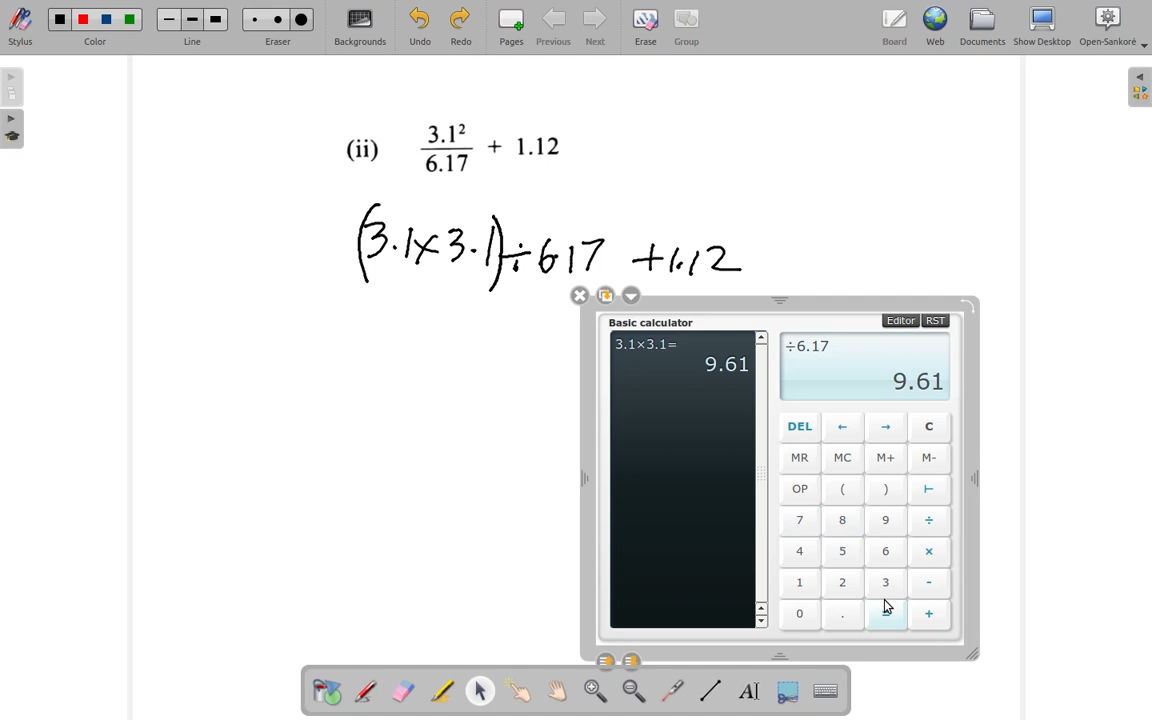 Stylus Color Line Eraser Backgrounds Undo Redo Pages Previous Next Erase Group Board Web Documents Show Desktop Open-Sankoré
(ii) 3.1² / 6.17 + 1.12
(3.1×3.1)÷6.17 +1.12
Basic calculator Editor RST
3.1×3.1=
9.61
÷6.17
9.61
DEL ← → C
MR MC M+ M-
OP ( ) ⊢
7 8 9 ÷
4 5 6 ×
1 2 3 -
0 . = +
AI